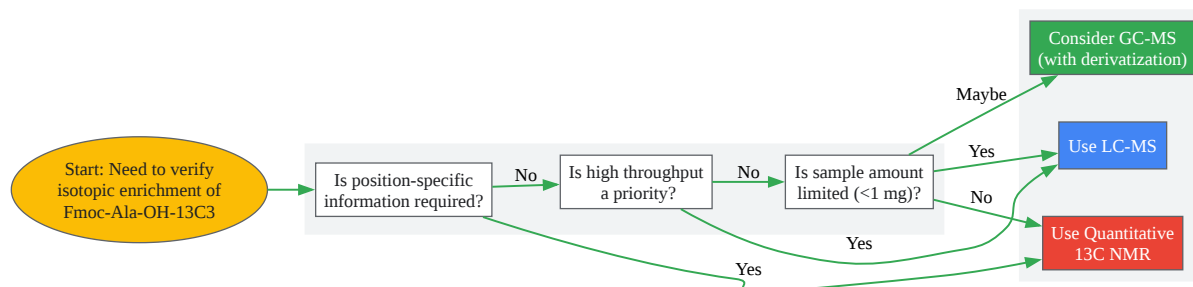 Start: Need to verify
isotopic enrichment of
Fmoc-Ala-OH-13C3
Is position-specific
information required?
No
Yes
Is high throughput
a priority?
No
Yes
Is sample amount
limited (<1 mg)?
Maybe
Yes
No
Consider GC-MS
(with derivatization)
Use LC-MS
Use Quantitative
13C NMR